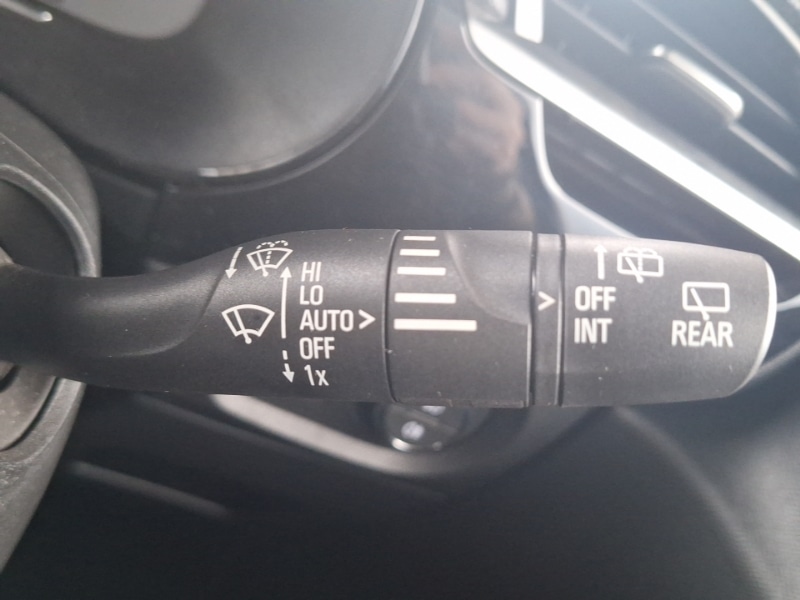 HI
LO
AUTO >
OFF
1x
> OFF
INT
REAR